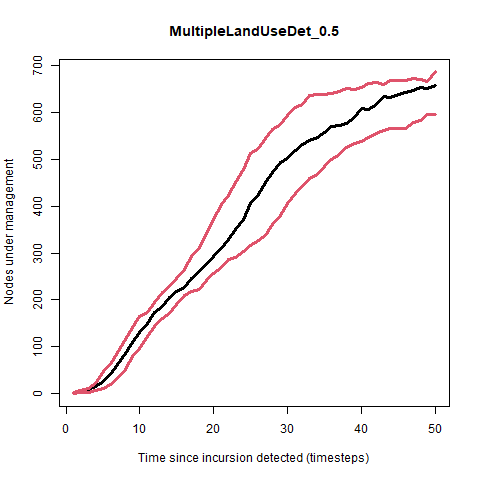 MultipleLandUseDet_0.5
Nodes under management
700
600
500
400
300
200
100
0
0 10 20 30 40 50
Time since incursion detected (timesteps)